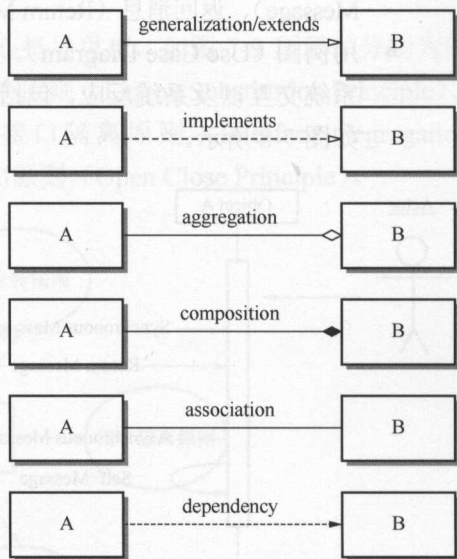 generalization/extends
A B
implements
A B
aggregation
A B
composition
A B
association
A B
dependency
A B